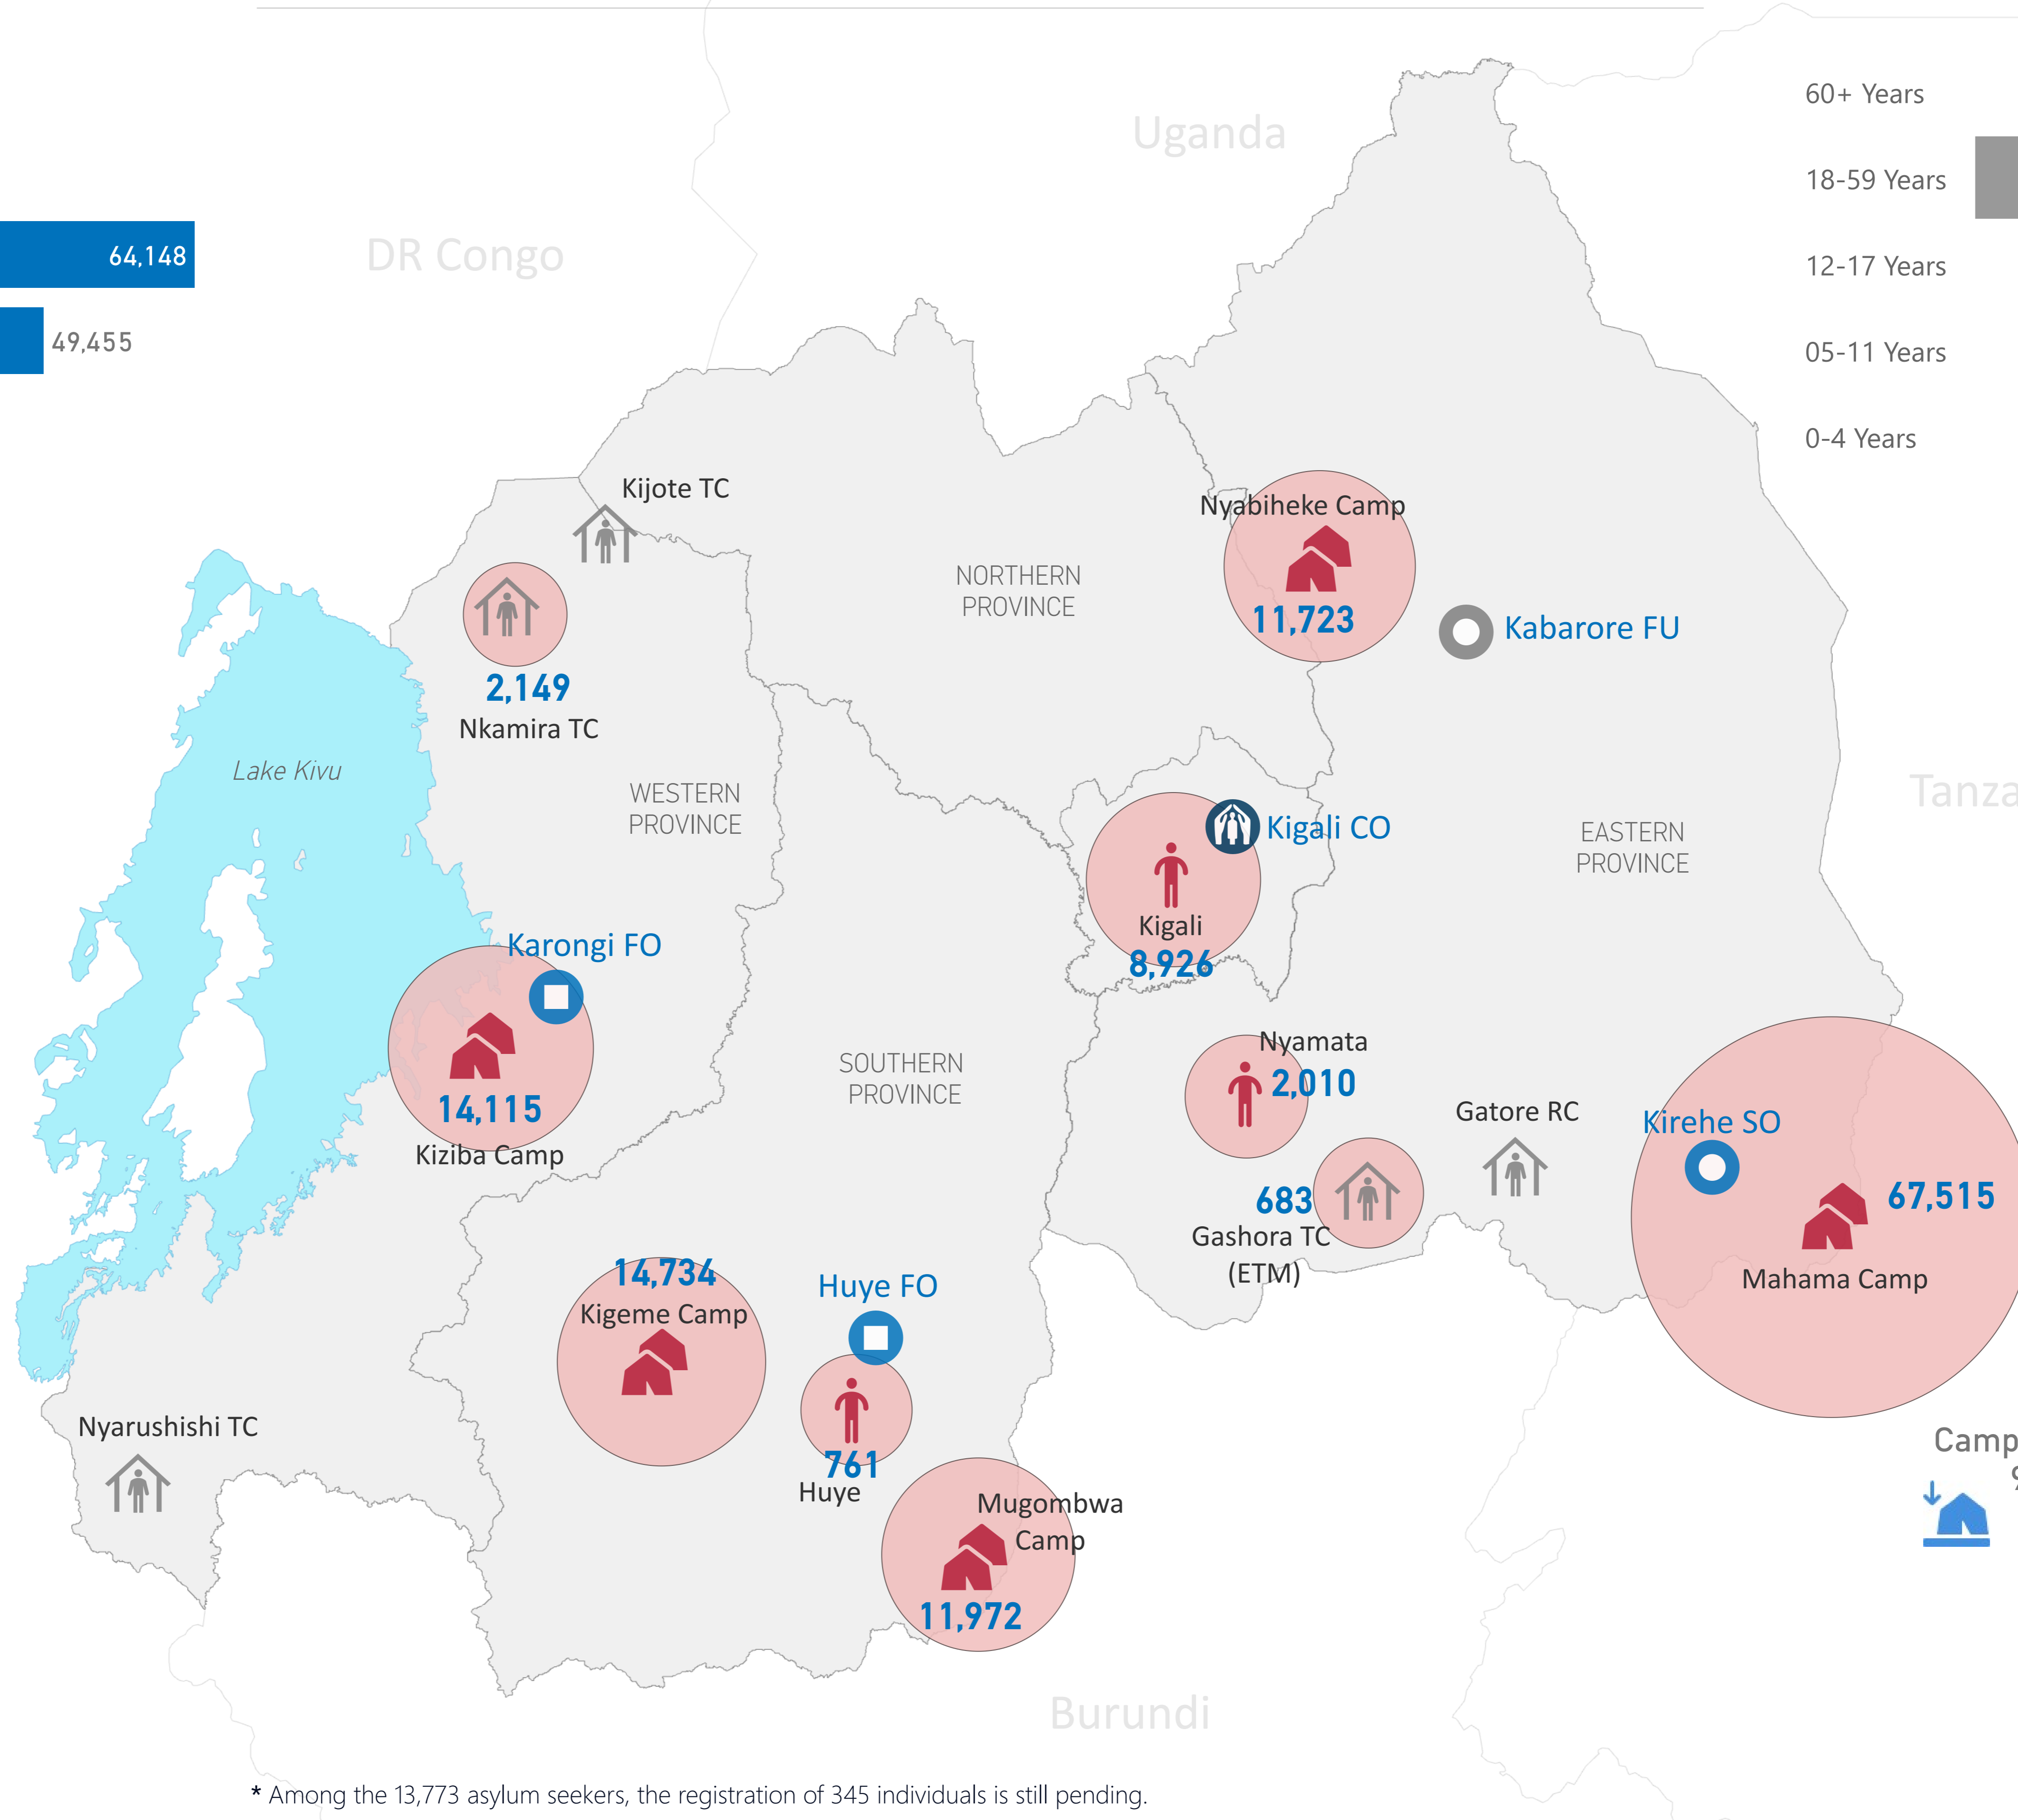 Uganda
60+ Years
18-59 Years
12-17 Years
05-11 Years
0-4 Years
64,148
49,455
DR Congo
Kijote TC
Nyabiheke Camp
11,723
NORTHERN
PROVINCE
Kabarore FU
2,149
Nkamira TC
Lake Kivu
WESTERN
PROVINCE
Kigali CO
Kigali
8,926
EASTERN
PROVINCE
Karongi FO
14,115
Kiziba Camp
SOUTHERN
PROVINCE
Nyamata
2,010
Gatore RC
683
Gashora TC
(ETM)
Kirehe SO
67,515
Mahama Camp
14,734
Kigeme Camp
Huye FO
761
Huye
Mugombwa
Camp
11,972
Nyarushishi TC
Camp
Burundi
* Among the 13,773 asylum seekers, the registration of 345 individuals is still pending.